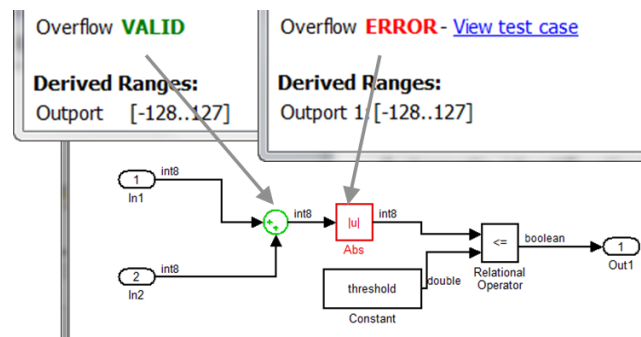 Overflow VALID
Derived Ranges:
Outport [-128..127]
Overflow ERROR - View test case
Derived Ranges:
Outport 1: [-128..127]
1
int8
In1
2
int8
In2
int8
|u|
Abs
int8
threshold
Constant
double
<=
Relational
Operator
boolean
1
Out1